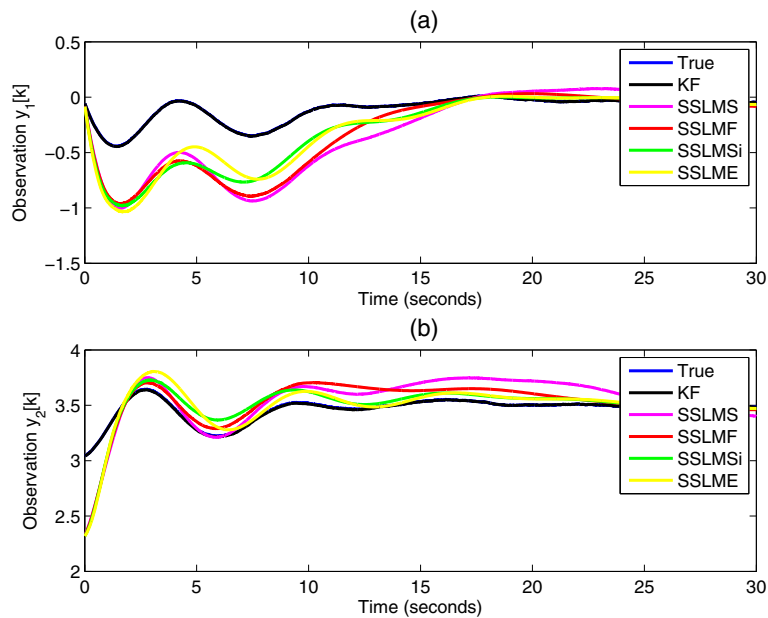 (a)
0.5
0
−0.5
−1
−1.5
Observation y1[k]
0 5 10 15 20 25 30
Time (seconds)
True
KF
SSLMS
SSLMF
SSLMSi
SSLME
(b)
4
3.5
3
2.5
2
Observation y2[k]
0 5 10 15 20 25 30
Time (seconds)
True
KF
SSLMS
SSLMF
SSLMSi
SSLME